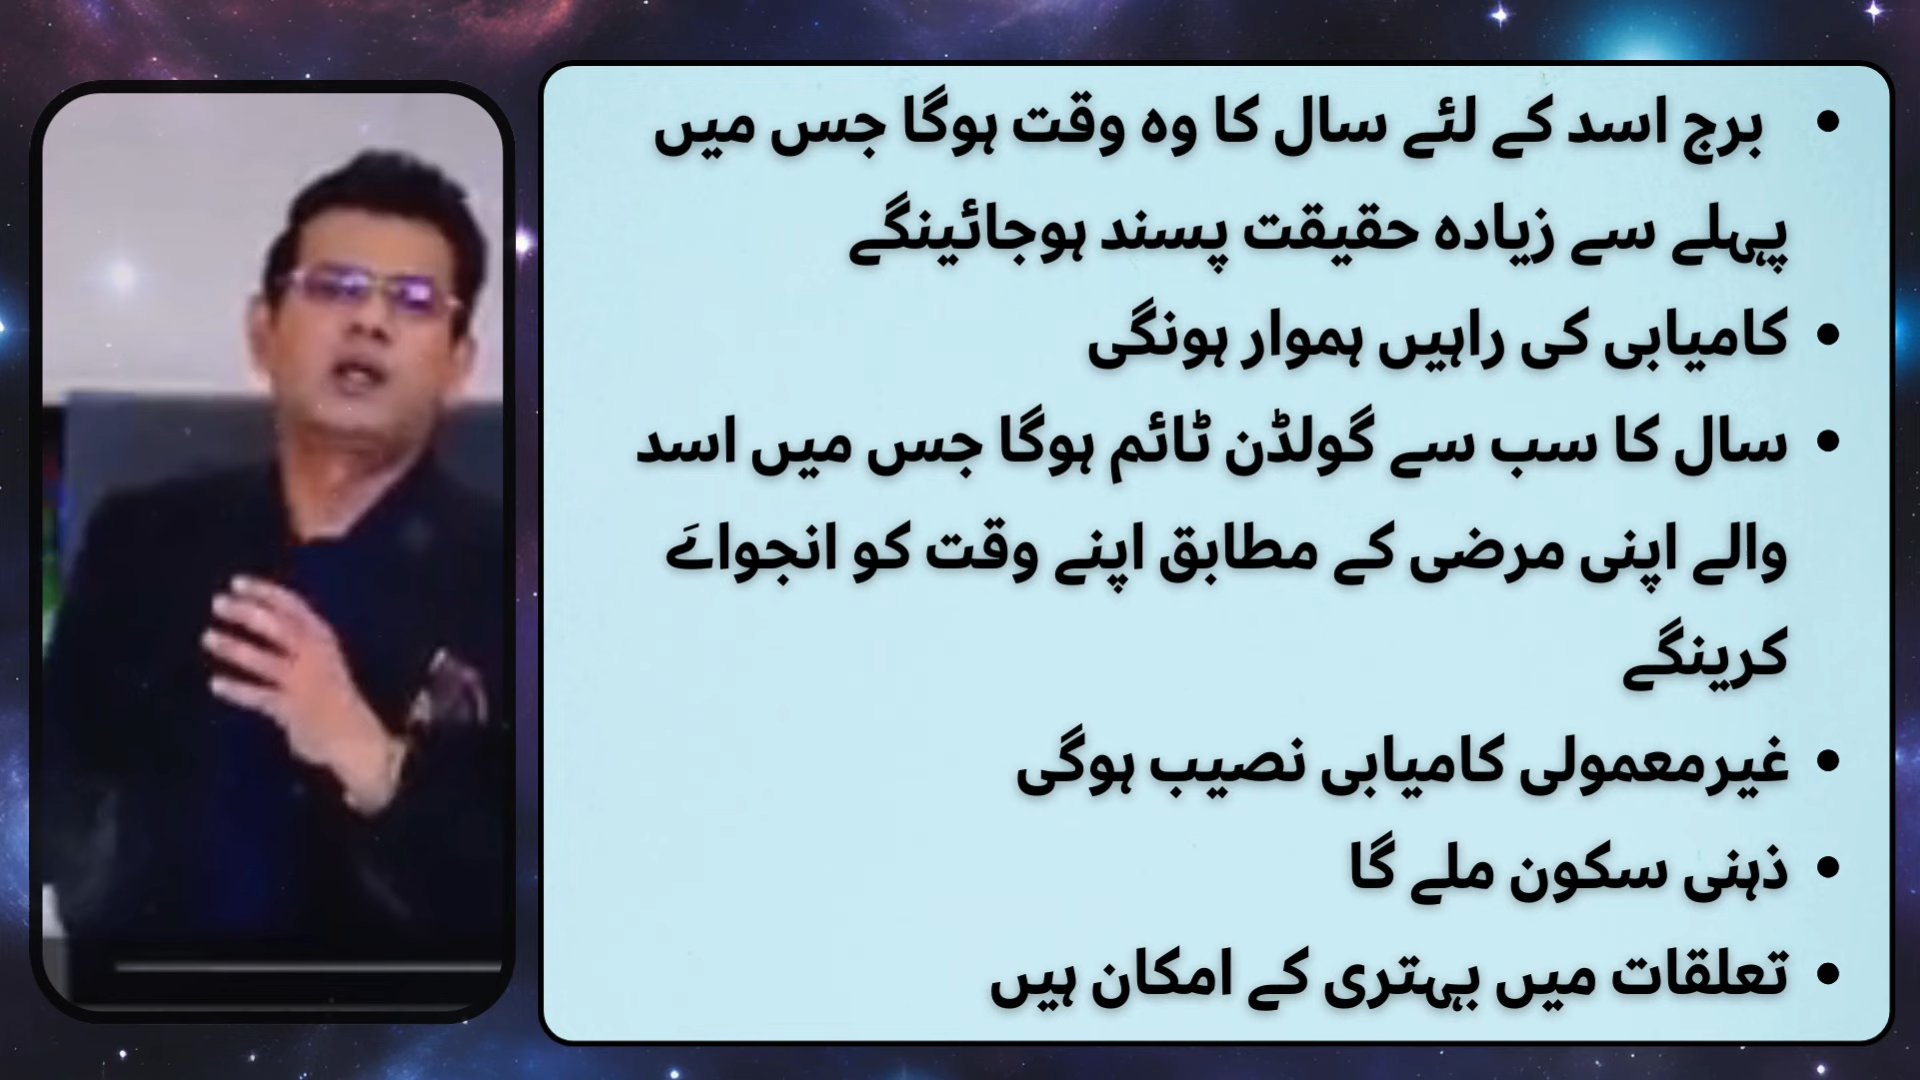 • برج اسد کے لئے سال کا وہ وقت ہوگا جس میں
پہلے سے زیادہ حقیقت پسند ہوجائینگے
• کامیابی کی راہیں ہموار ہونگی
• سال کا سب سے گولڈن ٹائم ہوگا جس میں اسد
والے اپنی مرضی کے مطابق اپنے وقت کو انجواےَ
کرینگے
• غیرمعمولی کامیابی نصیب ہوگی
• ذہنی سکون ملے گا
• تعلقات میں بہتری کے امکان ہیں